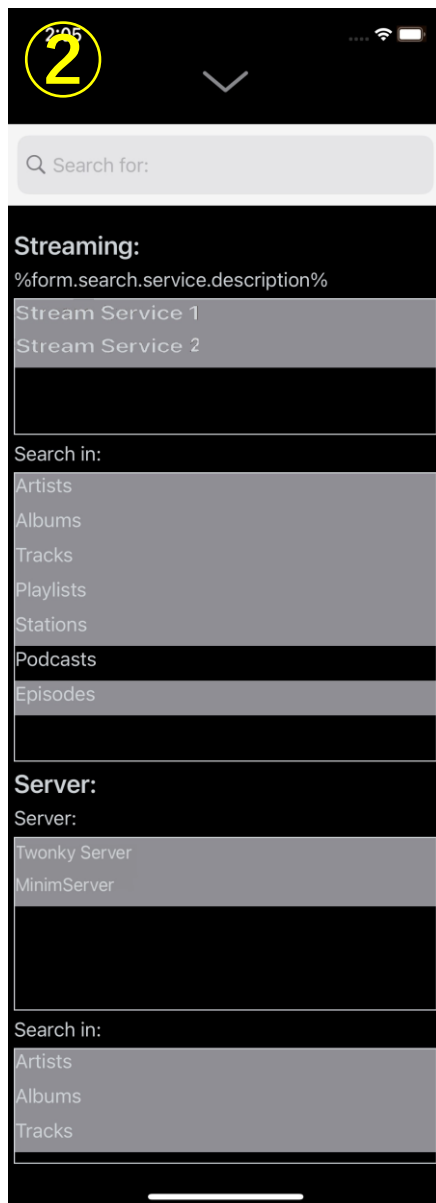 2:05
2
Search for:
Streaming:
%form.search.service.description%
Stream Service 1
Stream Service 2
Search in:
Artists
Albums
Tracks
Playlists
Stations
Podcasts
Episodes
Server:
Server:
Twonky Server
MinimServer
Search in:
Artists
Albums
Tracks